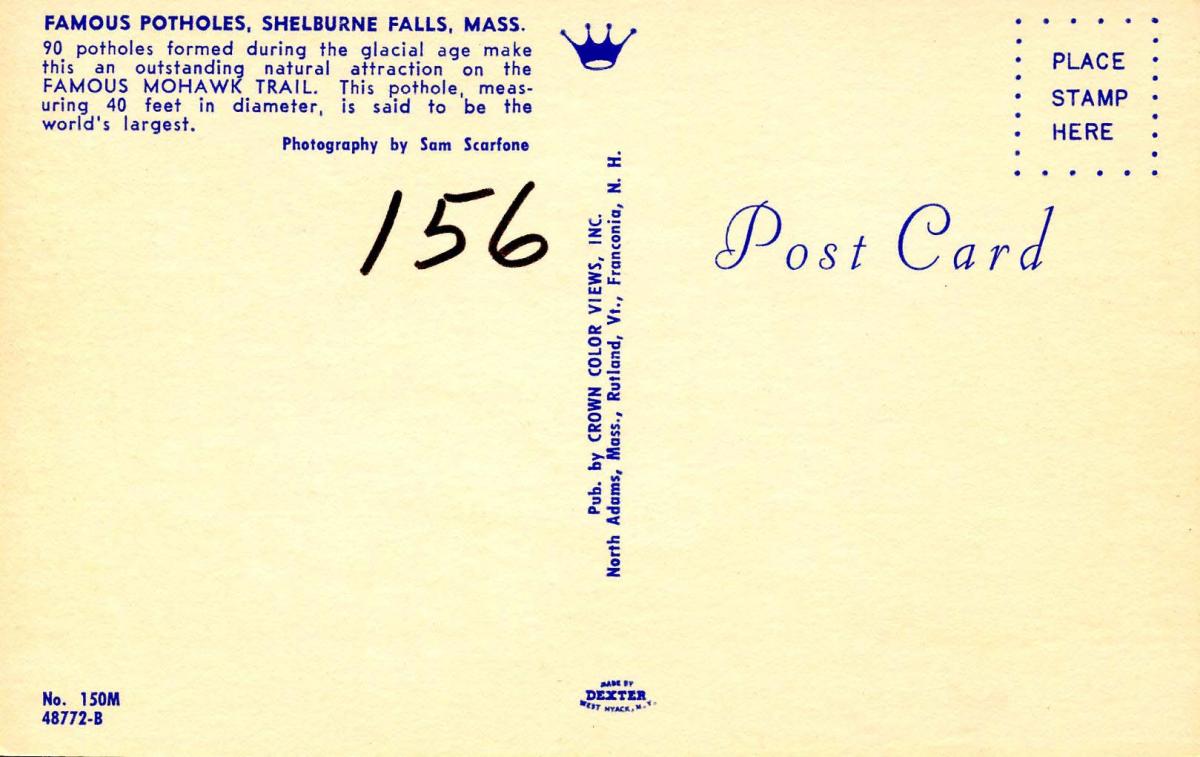 FAMOUS POTHOLES, SHELBURNE FALLS, MASS.
90 potholes formed during the glacial age make
this an outstanding natural attraction on the
FAMOUS MOHAWK TRAIL. This pothole, meas-
uring 40 feet in diameter, is said to be the
world's largest.
Photography by Sam Scarfone
156
PLACE
STAMP
HERE
Post Card
Pub. by CROWN COLOR VIEWS, INC.
North Adams, Mass., Rutland, Vt., Franconia, N. H.
No. 150M
48772-B
MADE BY
DEXTER
WEST NYACK, N.Y.